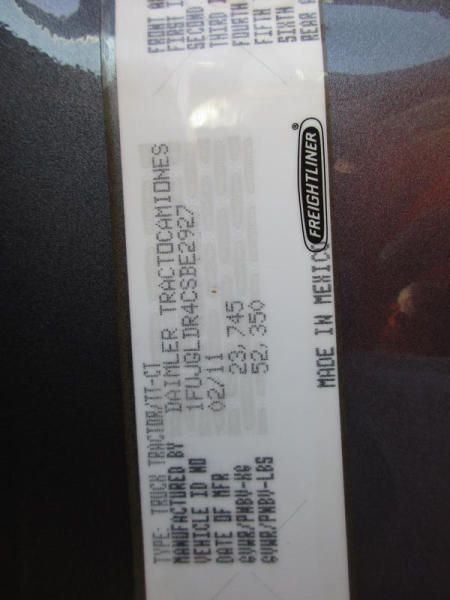 TYPE: TRUCK TRACTOR/TT-CT
MANUFACTURED BY DAIMLER TRACTOCAMIONES
VEHICLE ID NO 1FUJGLDR4CSBE2927
DATE OF MFR 02/11
GVWR/PNBV-KG 23,745
GVWR/PNBV-LBS 52,350
MADE IN MEXICO
FREIGHTLINER®
FRONT
FIRST
SECOND
THIRD
FOURTH
FIFTH
SIXTH
REAR